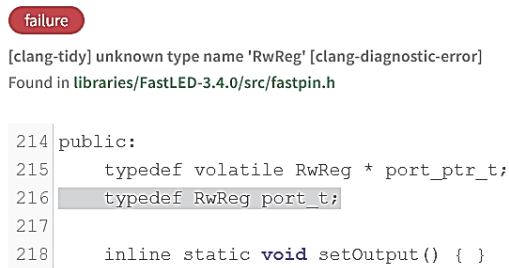 failure
[clang-tidy] unknown type name 'RwReg' [clang-diagnostic-error]
Found in libraries/FastLED-3.4.0/src/fastpin.h
214 public:
215 typedef volatile RwReg * port_ptr_t;
216 typedef RwReg port_t;
217
218 inline static void setOutput() { }